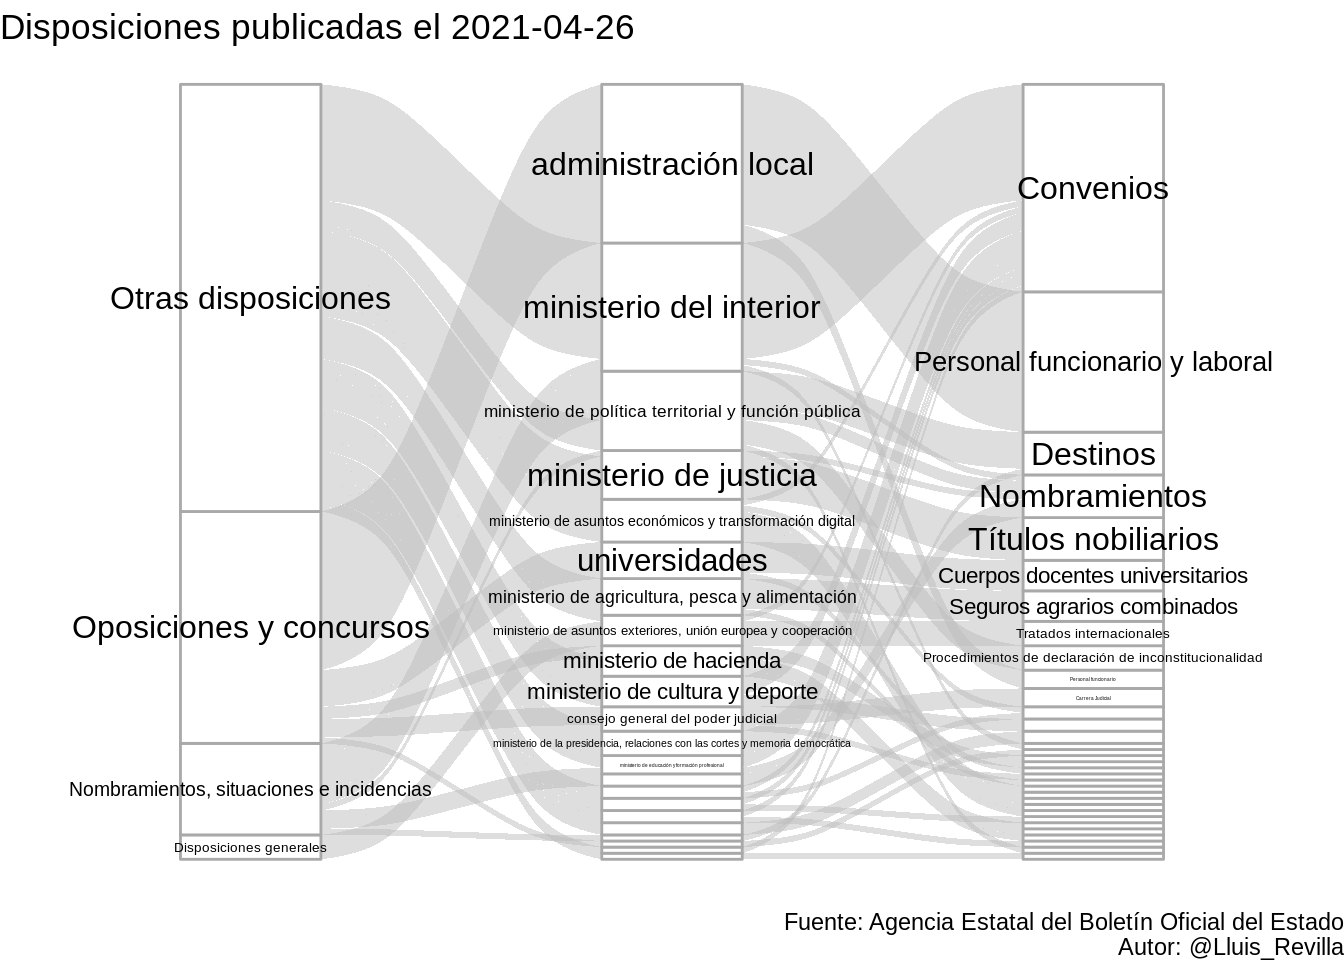 Disposiciones publicadas el 2021-04-26
Otras disposiciones
Oposiciones y concursos
Nombramientos, situaciones e incidencias
Disposiciones generales
administración local
ministerio del interior
ministerio de política territorial y función pública
ministerio de justicia
ministerio de asuntos económicos y transformación digital
universidades
ministerio de agricultura, pesca y alimentación
ministerio de asuntos exteriores, unión europea y cooperación
ministerio de hacienda
ministerio de cultura y deporte
consejo general del poder judicial
ministerio de la presidencia, relaciones con las cortes y memoria democrática
ministerio de educación y formación profesional
Convenios
Personal funcionario y laboral
Destinos
Nombramientos
Títulos nobiliarios
Cuerpos docentes universitarios
Seguros agrarios combinados
Tratados internacionales
Procedimientos de declaración de inconstitucionalidad
Personal funcionario
Carrera Judicial
Fuente: Agencia Estatal del Boletín Oficial del Estado
Autor: @Lluis_Revilla